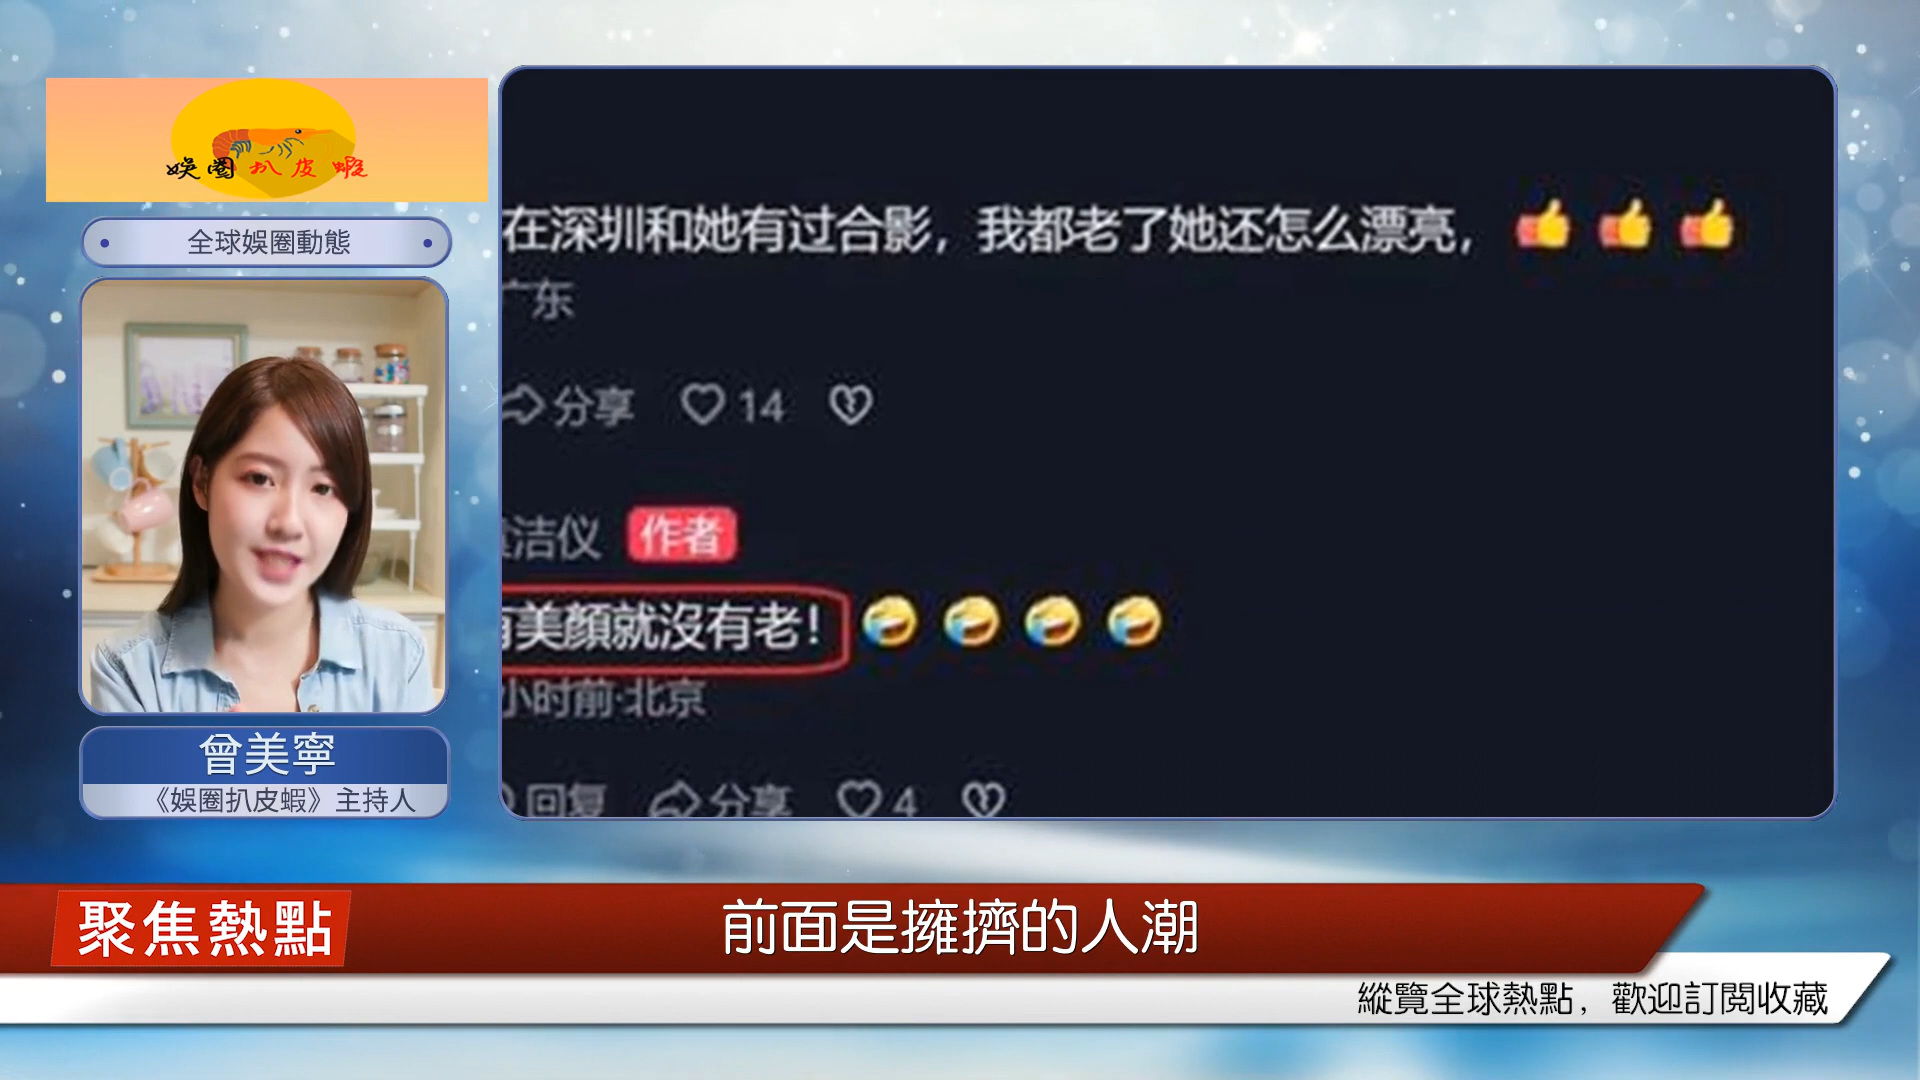 娛圈扒皮蝦
全球娛圈動態
曾美寧
《娛圈扒皮蝦》主持人
在深圳和她有过合影，我都老了她还怎么漂亮，
广东
分享 14
洁仪 作者
美顏就沒有老！
小时前·北京
回复 分享 4
聚焦熱點
前面是擁擠的人潮
縱覽全球熱點，歡迎訂閱收藏